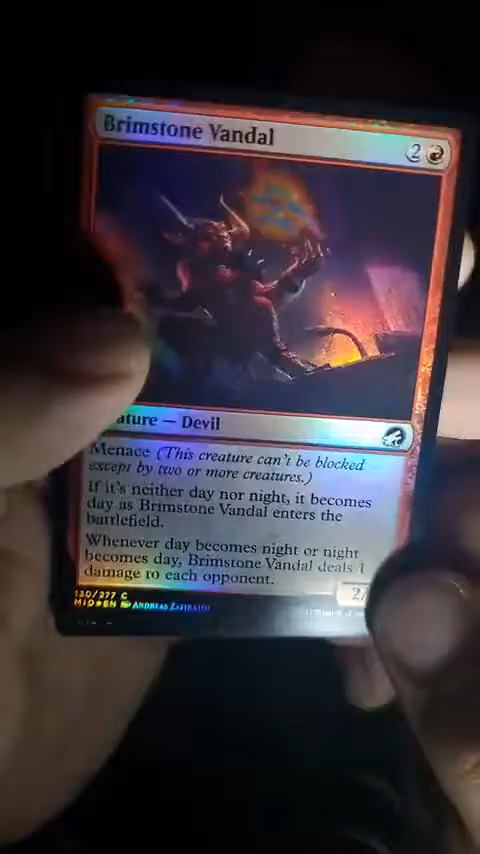 Brimstone Vandal
2
ature — Devil
Menace (This creature can't be blocked
except by two or more creatures.)
If it's neither day nor night, it becomes
day as Brimstone Vandal enters the
battlefield.
Whenever day becomes night or night
becomes day, Brimstone Vandal deals 1
damage to each opponent.
2/
130/277 C
MID•EN ANDREAS